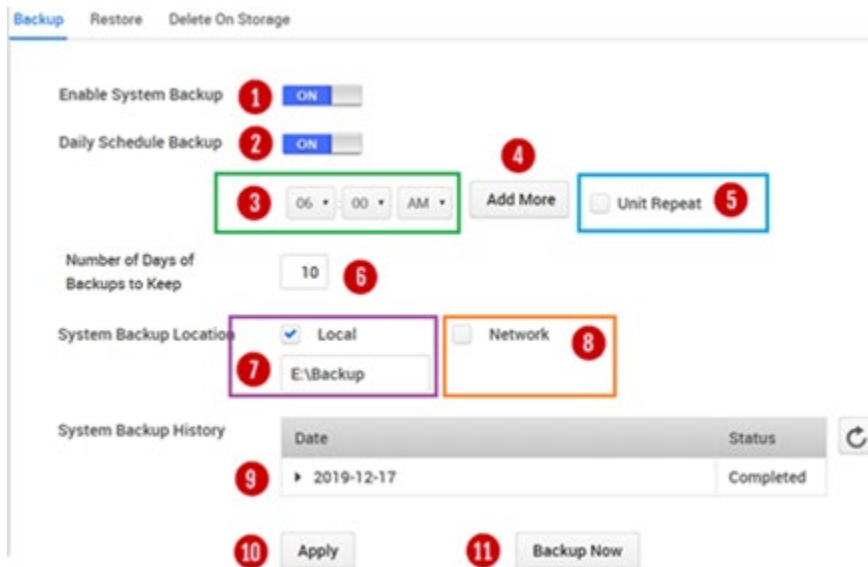 Backup Restore Delete On Storage
Enable System Backup 1 ON
Daily Schedule Backup 2 ON
4
3 06 : 00 AM Add More Unit Repeat 5
Number of Days of
Backups to Keep
10 6
System Backup Location Local Network 8
7 E:\Backup
System Backup History
Date Status
9 2019-12-17 Completed
10 Apply 11 Backup Now